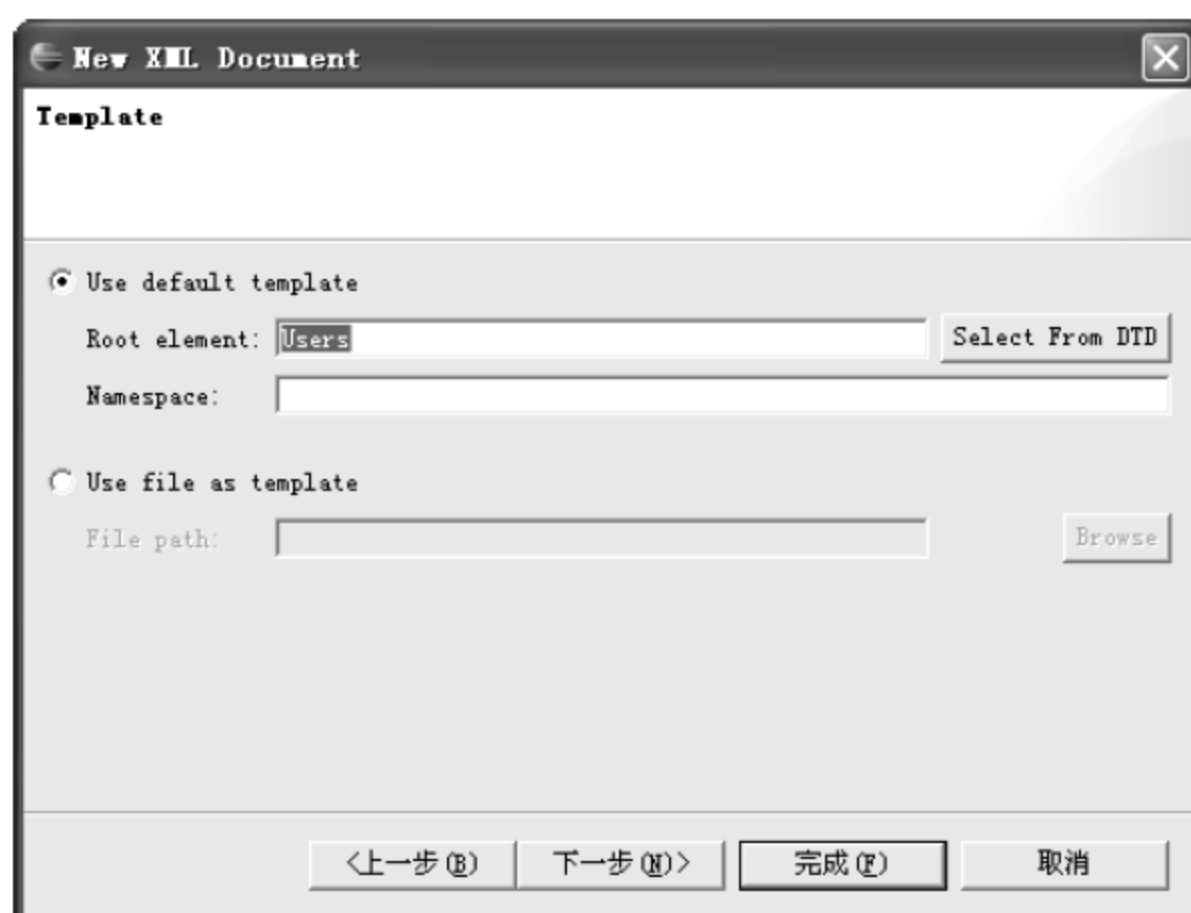 New XML Document
Template
Use default template
Root element: Users Select From DTD
Namespace:
Use file as template
File path: Browse
<上一步(B) 下一步(N)> 完成(F) 取消